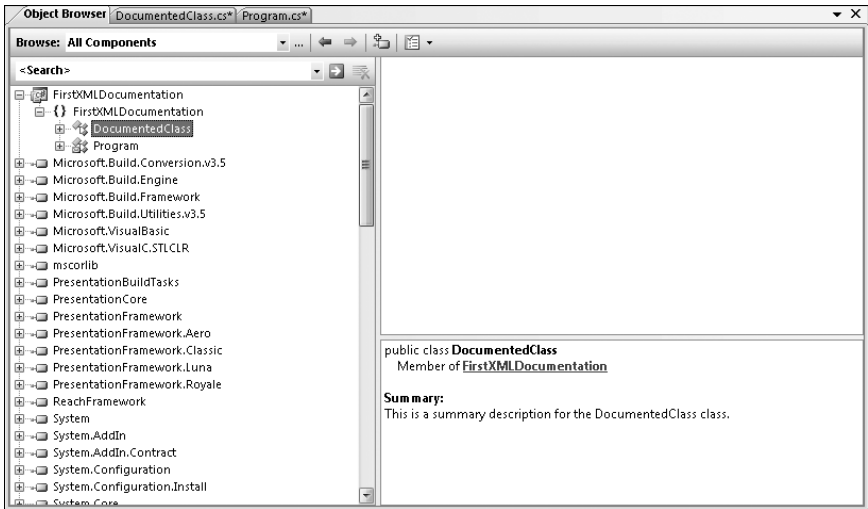 Object Browser DocumentedClass.cs* Program.cs*
Browse: All Components
...
<Search>
FirstXMLDocumentation
{} FirstXMLDocumentation
DocumentedClass
Program
Microsoft.Build.Conversion.v3.5
Microsoft.Build.Engine
Microsoft.Build.Framework
Microsoft.Build.Utilities.v3.5
Microsoft.VisualBasic
Microsoft.VisualC.STLCLR
mscorlib
PresentationBuildTasks
PresentationCore
PresentationFramework
PresentationFramework.Aero
PresentationFramework.Classic
PresentationFramework.Luna
PresentationFramework.Royale
ReachFramework
System
System.AddIn
System.AddIn.Contract
System.Configuration
System.Configuration.Install
System.Core
public class DocumentedClass
Member of FirstXMLDocumentation
Summary:
This is a summary description for the DocumentedClass class.